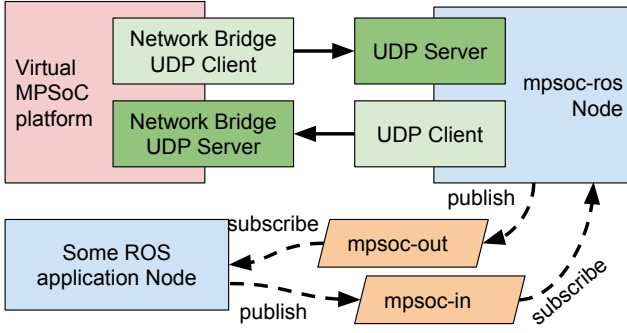 Virtual
MPSoC
platform
Network Bridge
UDP Client
UDP Server
mpsoc-ros
Node
Network Bridge
UDP Server
UDP Client
publish
subscribe
mpsoc-out
Some ROS
application Node
publish
mpsoc-in
subscribe